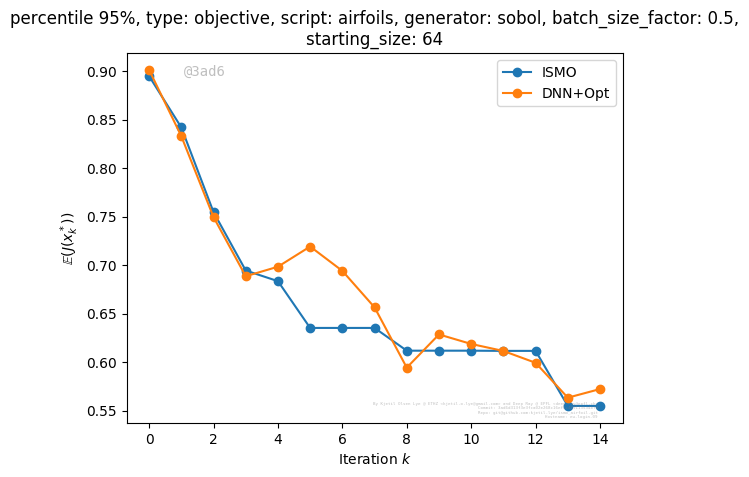 percentile 95%, type: objective, script: airfoils, generator: sobol, batch_size_factor: 0.5,
starting_size: 64
@3ad6
ISMO
DNN+Opt
0.90
0.85
0.80
0.75
0.70
0.65
0.60
0.55
𝔼(J(x_k^*))
0 2 4 6 8 10 12 14
Iteration k